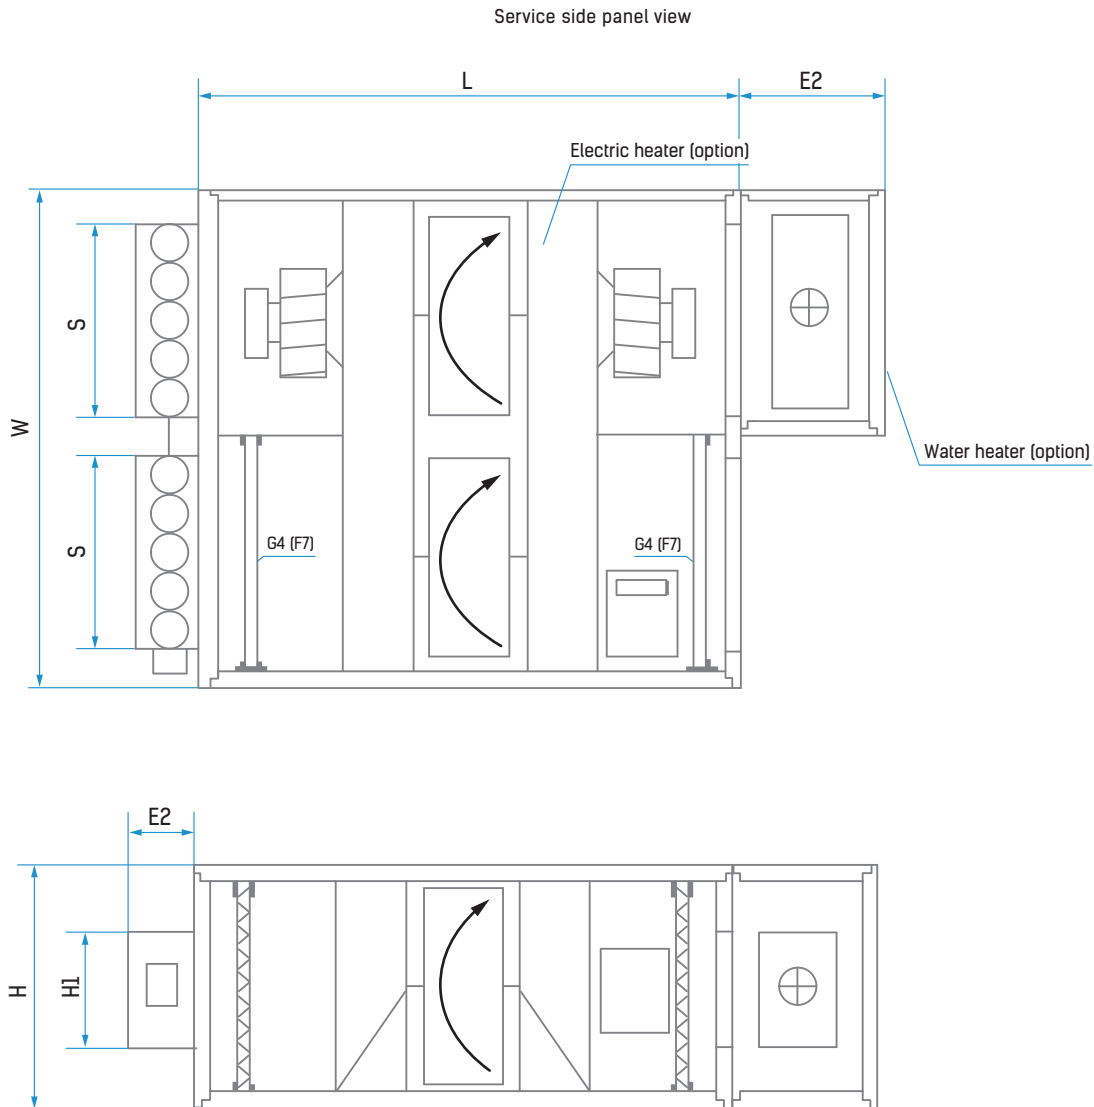 Service side panel view
L
E2
Electric heater (option)
S
W
Water heater (option)
G4 (F7)
G4 (F7)
S
E2
H
H1